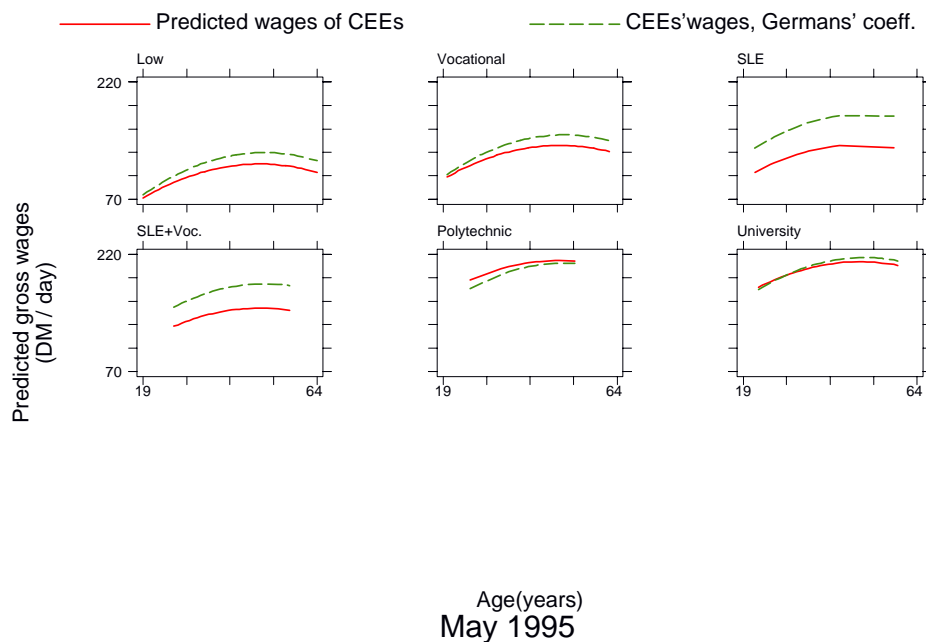 Predicted wages of CEEs CEEs'wages, Germans' coeff.
Low Vocational SLE
220
70
SLE+Voc. Polytechnic University
220
70
19 64 19 64 19 64
Predicted gross wages
(DM / day)
Age(years)
May 1995